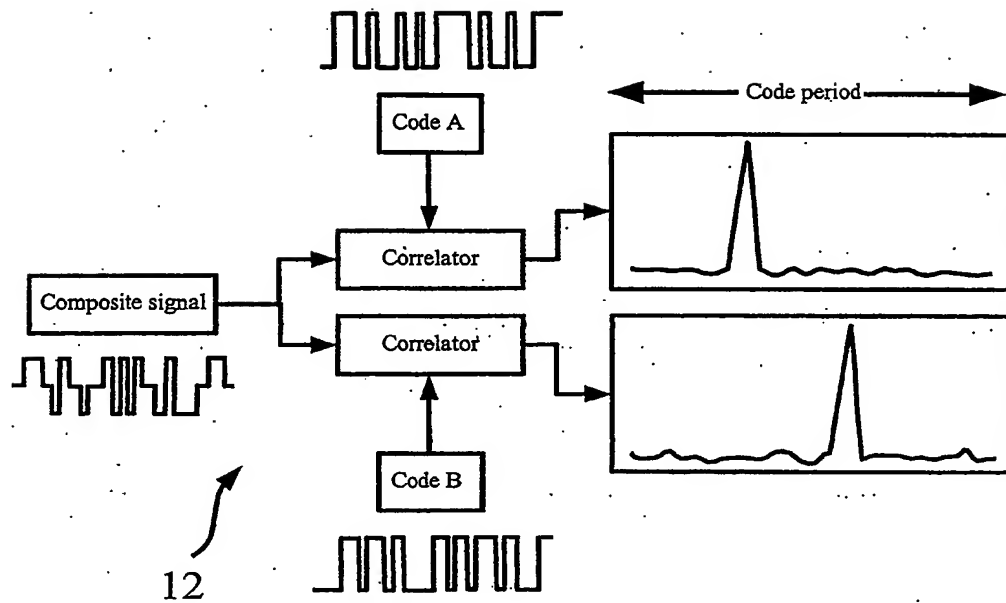 Code period
Code A
Correlator
Composite signal
Correlator
Code B
12